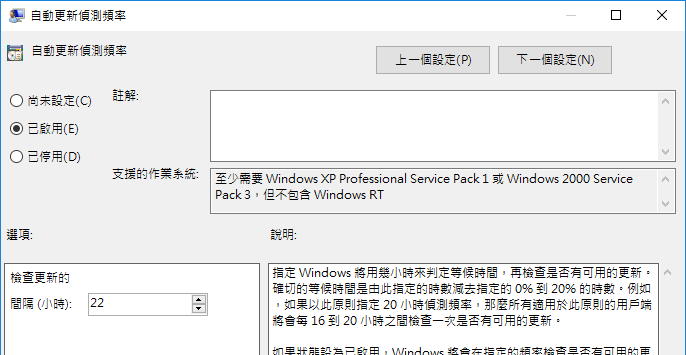 自動更新偵測頻率
自動更新偵測頻率
上一個設定(P)
下一個設定(N)
尚未設定(C)
註解:
已啟用(E)
已停用(D)
支援的作業系統:
至少需要 Windows XP Professional Service Pack 1 或 Windows 2000 Service
Pack 3，但不包含 Windows RT
選項:
說明:
檢查更新的
間隔 (小時):
22
指定 Windows 將用幾小時來判定等候時間，再檢查是否有可用的更新。
確切的等候時間是由此指定的時數減去指定的 0% 到 20% 的時數。例如
，如果以此原則指定 20 小時偵測頻率，那麼所有適用於此原則的用戶端
將會每 16 到 20 小時之間檢查一次是否有可用的更新。
如果狀態設為已啟用，Windows 將會在指定的頻率檢查是否有可用的更